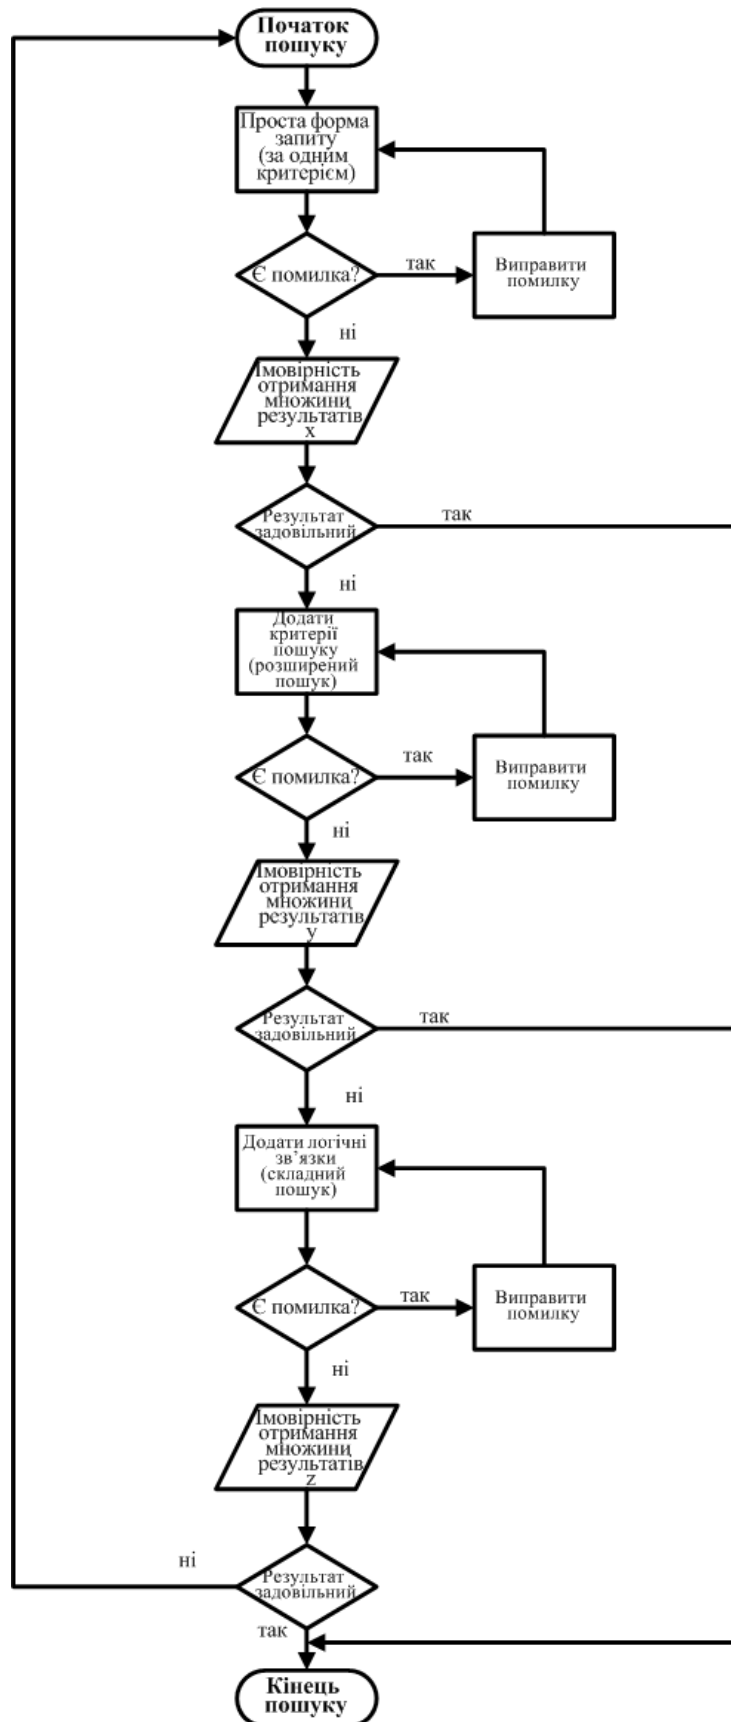 Початок
пошуку
Проста форма
запиту
(за одним
критерієм)
Є помилка?
так
Виправити
помилку
ні
Імовірність
отримання
множини
результатів
x
Результат
задовільний
так
ні
Додати
критерії
пошуку
(розширений
пошук)
Є помилка?
так
Виправити
помилку
ні
Імовірність
отримання
множини
результатів
y
Результат
задовільний
так
ні
Додати логічні
зв’язки
(складний
пошук)
Є помилка?
так
Виправити
помилку
ні
Імовірність
отримання
множини
результатів
z
ні
Результат
задовільний
так
Кінець
пошуку